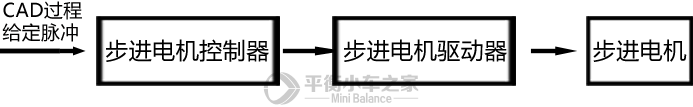 CAD过程
给定脉冲
步进电机控制器
步进电机驱动器
步进电机
平衡小车之家
Mini Balance